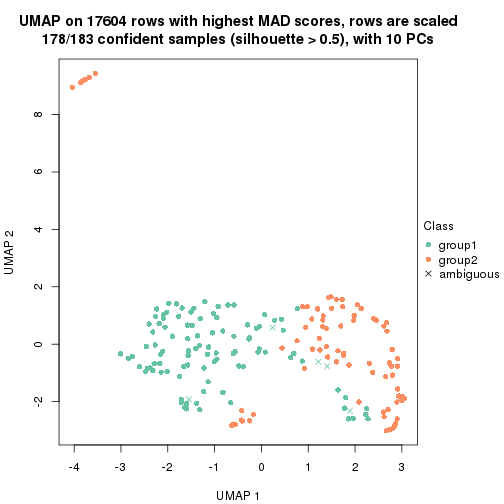 UMAP on 17604 rows with highest MAD scores, rows are scaled
178/183 confident samples (silhouette > 0.5), with 10 PCs
8
6
4
2
0
-2
UMAP 2
-4 -3 -2 -1 0 1 2 3
UMAP 1
Class
group1
group2
ambiguous